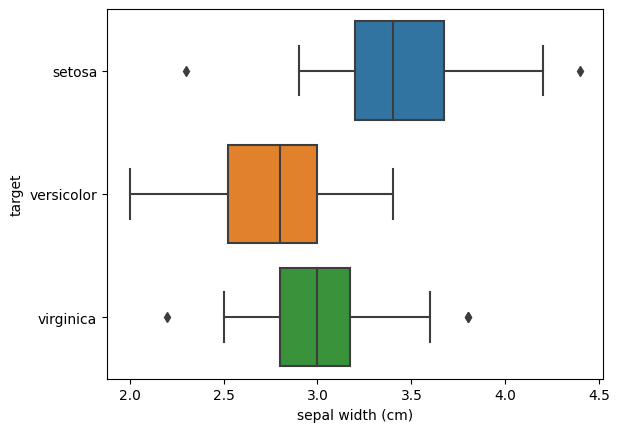 setosa
versicolor
virginica
target
2.0
2.5
3.0
3.5
4.0
4.5
sepal width (cm)